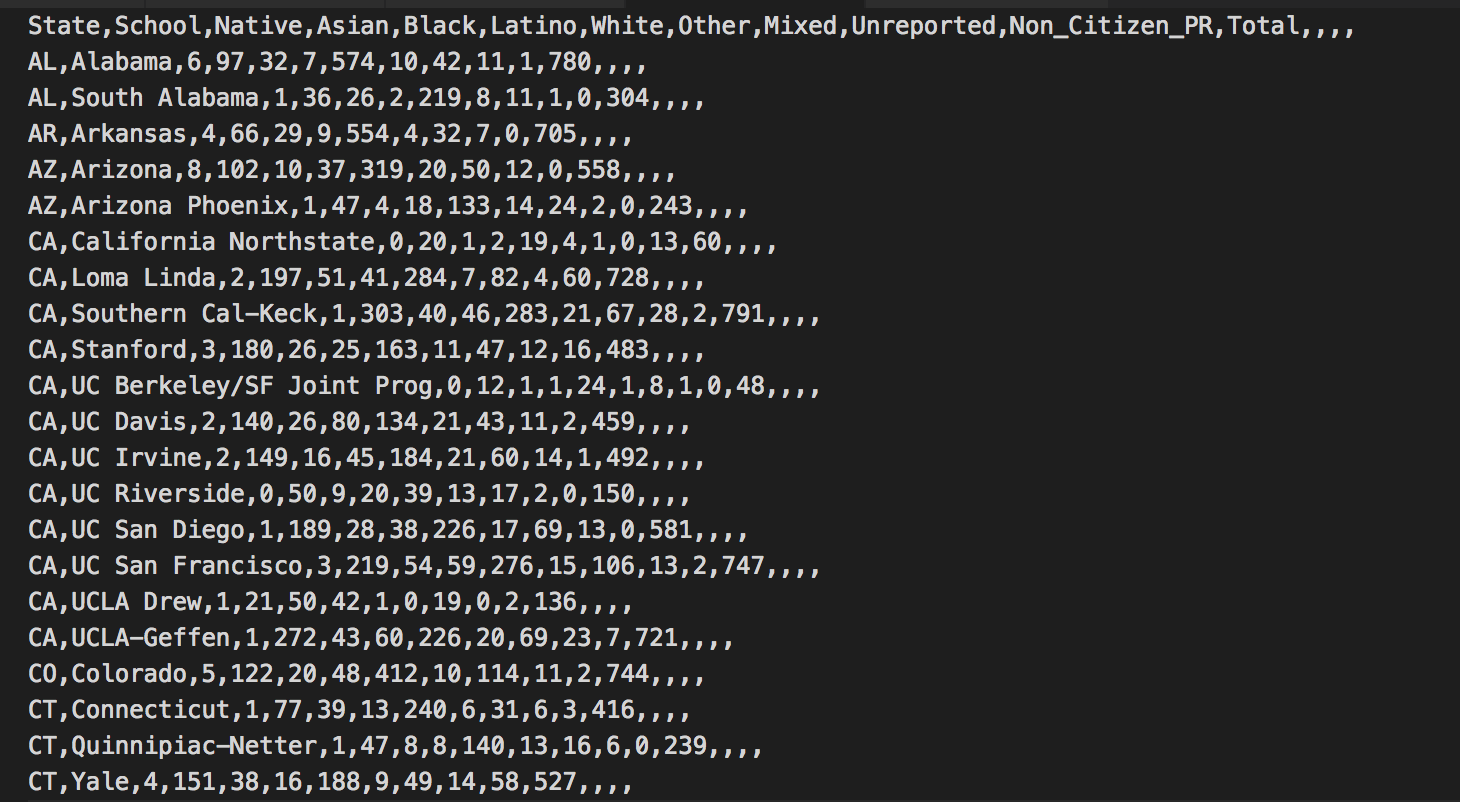 State,School,Native,Asian,Black,Latino,White,Other,Mixed,Unreported,Non_Citizen_PR,Total,,,,
AL,Alabama,6,97,32,7,574,10,42,11,1,780,,,,
AL,South Alabama,1,36,26,2,219,8,11,1,0,304,,,,
AR,Arkansas,4,66,29,9,554,4,32,7,0,705,,,,
AZ,Arizona,8,102,10,37,319,20,50,12,0,558,,,,
AZ,Arizona Phoenix,1,47,4,18,133,14,24,2,0,243,,,,
CA,California Northstate,0,20,1,2,19,4,1,0,13,60,,,,
CA,Loma Linda,2,197,51,41,284,7,82,4,60,728,,,,
CA,Southern Cal-Keck,1,303,40,46,283,21,67,28,2,791,,,,
CA,Stanford,3,180,26,25,163,11,47,12,16,483,,,,
CA,UC Berkeley/SF Joint Prog,0,12,1,1,24,1,8,1,0,48,,,,
CA,UC Davis,2,140,26,80,134,21,43,11,2,459,,,,
CA,UC Irvine,2,149,16,45,184,21,60,14,1,492,,,,
CA,UC Riverside,0,50,9,20,39,13,17,2,0,150,,,,
CA,UC San Diego,1,189,28,38,226,17,69,13,0,581,,,,
CA,UC San Francisco,3,219,54,59,276,15,106,13,2,747,,,,
CA,UCLA Drew,1,21,50,42,1,0,19,0,2,136,,,,
CA,UCLA-Geffen,1,272,43,60,226,20,69,23,7,721,,,,
CO,Colorado,5,122,20,48,412,10,114,11,2,744,,,,
CT,Connecticut,1,77,39,13,240,6,31,6,3,416,,,,
CT,Quinnipiac-Netter,1,47,8,8,140,13,16,6,0,239,,,,
CT,Yale,4,151,38,16,188,9,49,14,58,527,,,,